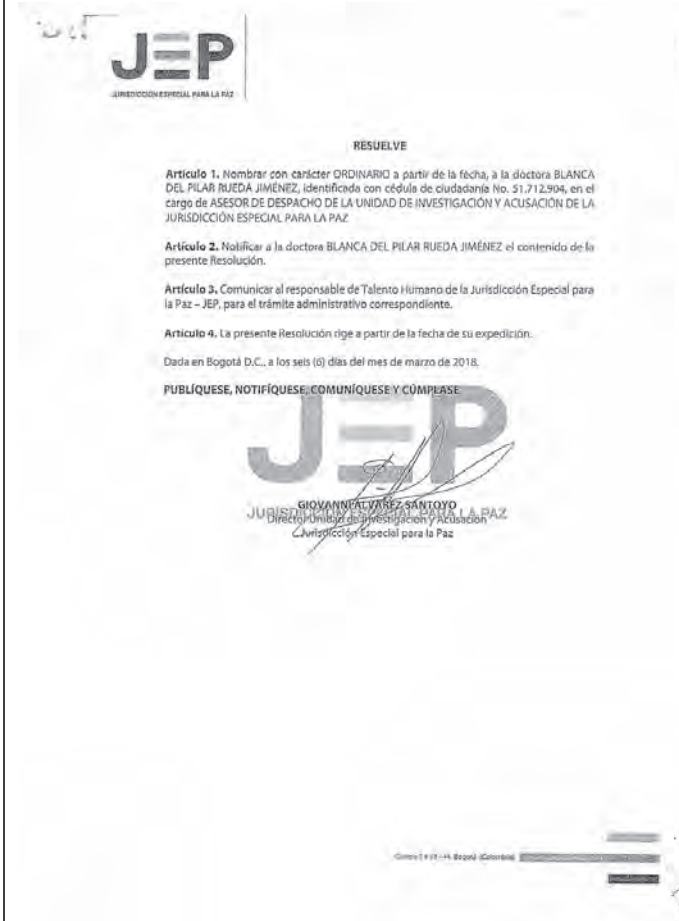 JEP
JURISDICCIÓN ESPECIAL PARA LA PAZ
RESUELVE
Artículo 1. Nombrar con carácter ORDINARIO a partir de la fecha, a la doctora BLANCA
DEL PILAR RUEDA JIMÉNEZ, identificada con cédula de ciudadanía No. 51.712.904, en el
cargo de ASESOR DE DESPACHO DE LA UNIDAD DE INVESTIGACIÓN Y ACUSACIÓN DE LA
JURISDICCIÓN ESPECIAL PARA LA PAZ
Artículo 2. Notificar a la doctora BLANCA DEL PILAR RUEDA JIMÉNEZ el contenido de la
presente Resolución.
Artículo 3. Comunicar al responsable de Talento Humano de la Jurisdicción Especial para
la Paz – JEP, para el trámite administrativo correspondiente.
Artículo 4. La presente Resolución rige a partir de la fecha de su expedición.
Dada en Bogotá D.C., a los seis (6) días del mes de marzo de 2018.
PUBLÍQUESE, NOTIFÍQUESE, COMUNÍQUESE Y CÚMPLASE
JEP
GIOVANNI ALVAREZ SANTOYO
JURISDICCIÓN ESPECIAL PARA LA PAZ
Director Unidad de Investigación y Acusación
Jurisdicción Especial para la Paz
Bogotá (Colombia)